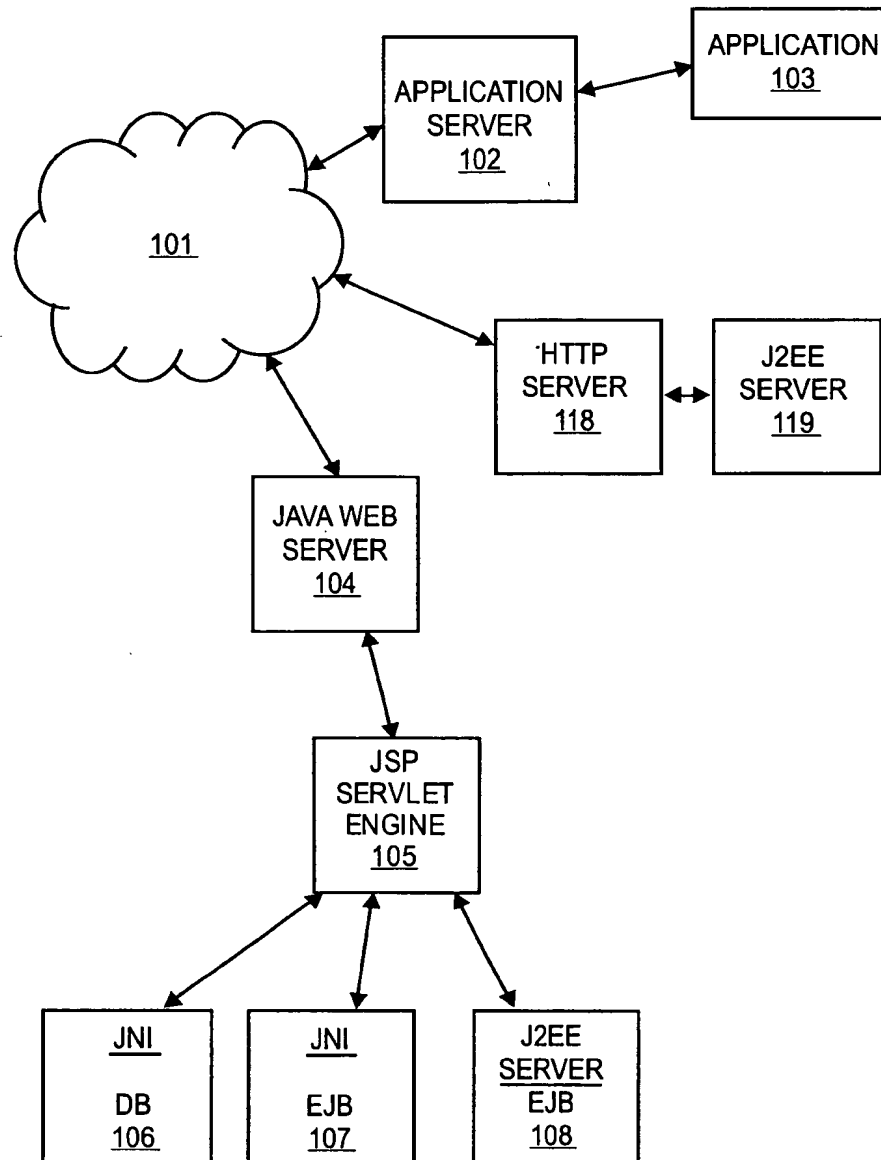 APPLICATION
103
APPLICATION
SERVER
102
101
HTTP
SERVER
118
J2EE
SERVER
119
JAVA WEB
SERVER
104
JSP
SERVLET
ENGINE
105
JNI
DB
106
JNI
EJB
107
J2EE
SERVER
EJB
108